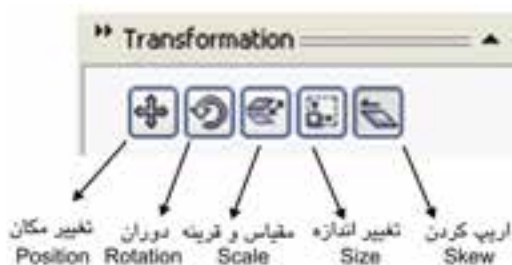 Transformation
تغییر مکان
Position
دوران
Rotation
مقیاس و قرینه
Scale
تغییر اندازه
Size
اریب کردن
Skew